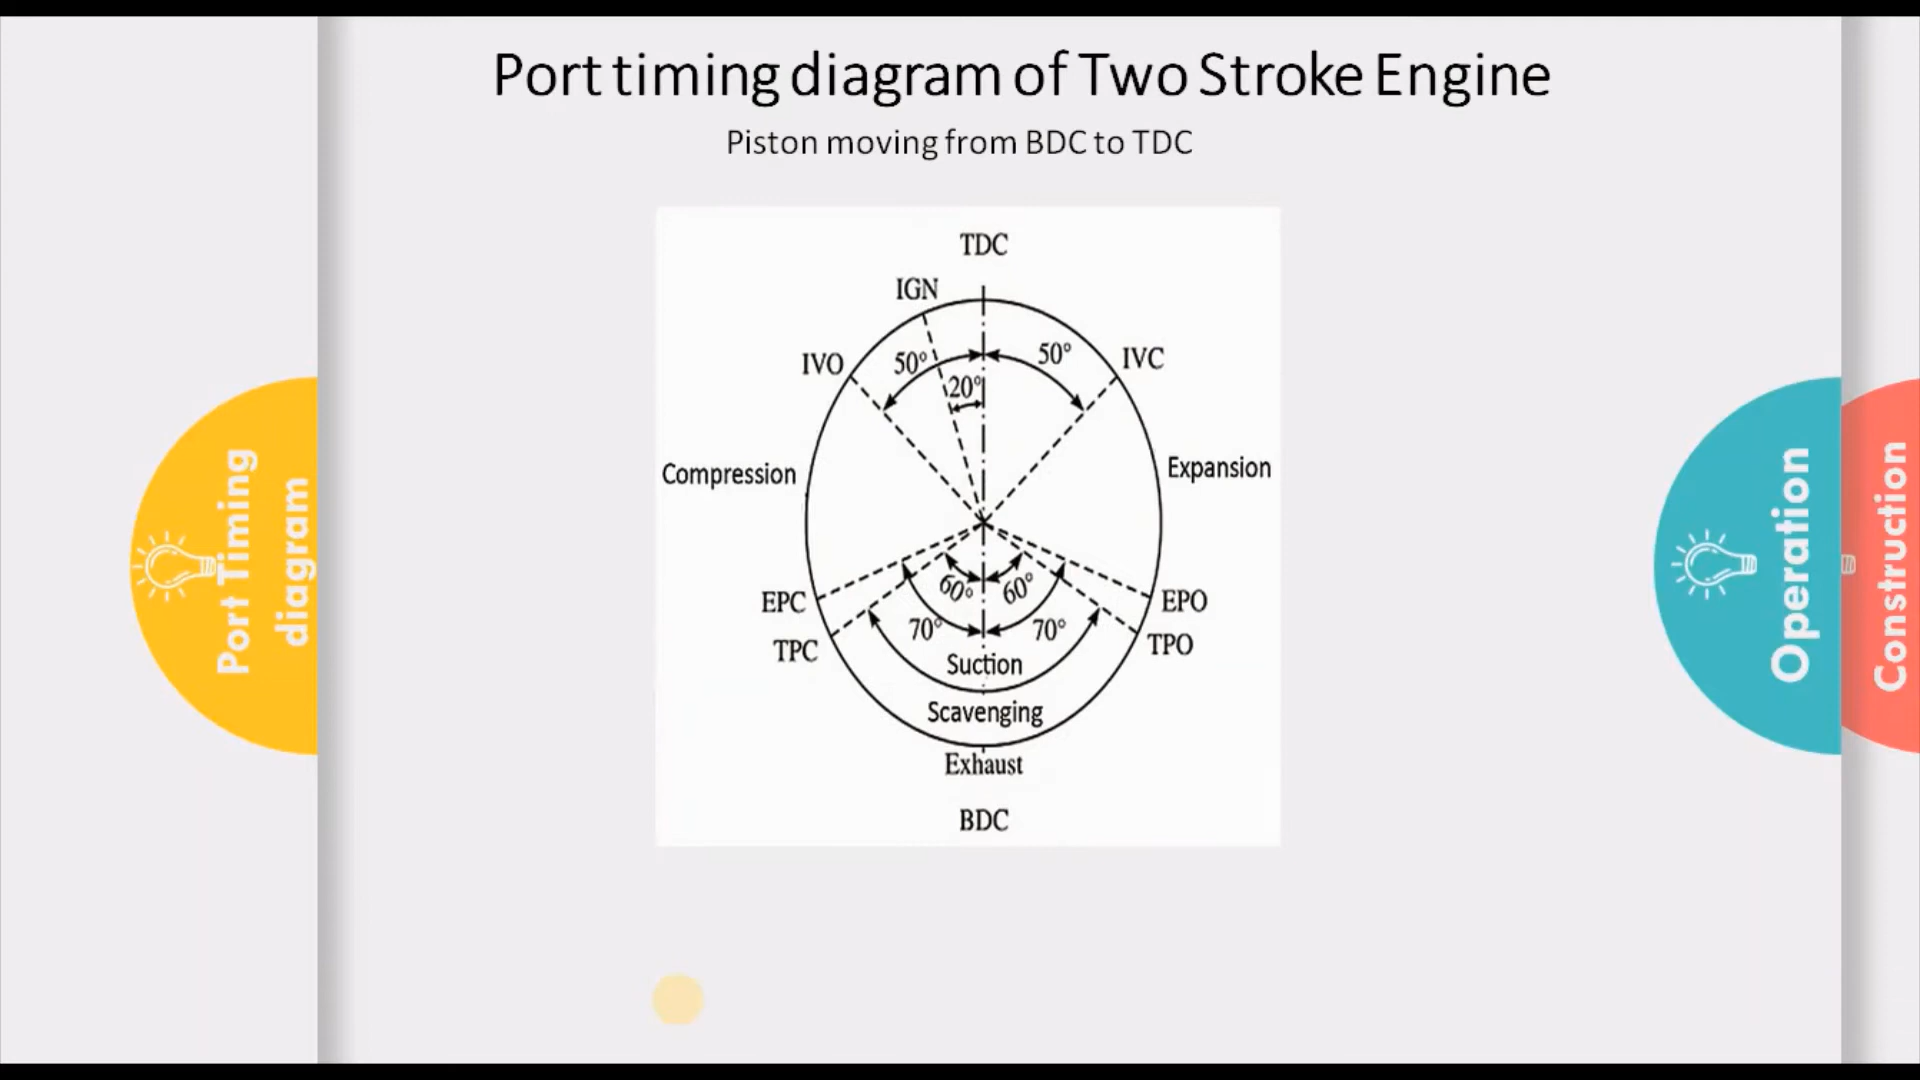 Port timing diagram of Two Stroke Engine
Piston moving from BDC to TDC
TDC
IGN
IVO
50°
50°
IVC
20°
Compression
Expansion
60°
60°
EPC
EPO
70°
70°
TPC
TPO
Suction
Scavenging
Exhaust
BDC
Port Timing
diagram
Operation
Construction